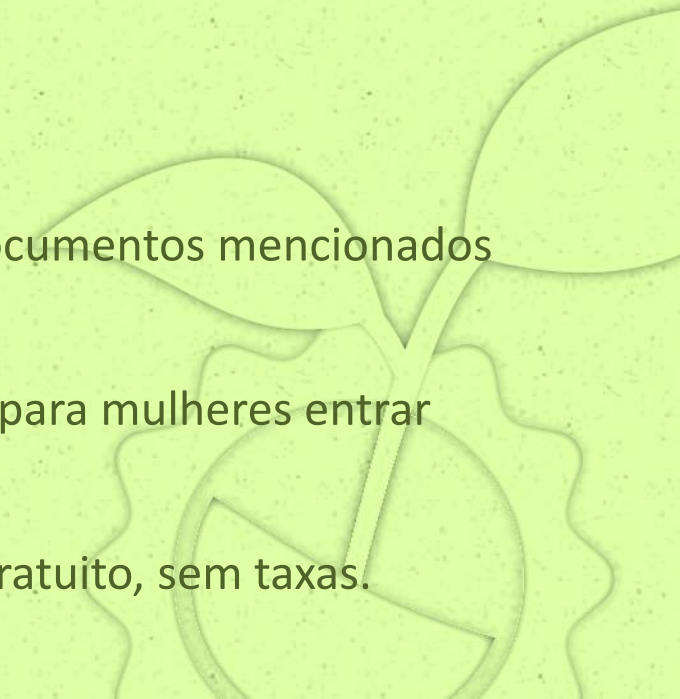 ocumentos mencionados
para mulheres entrar
ratuito, sem taxas.